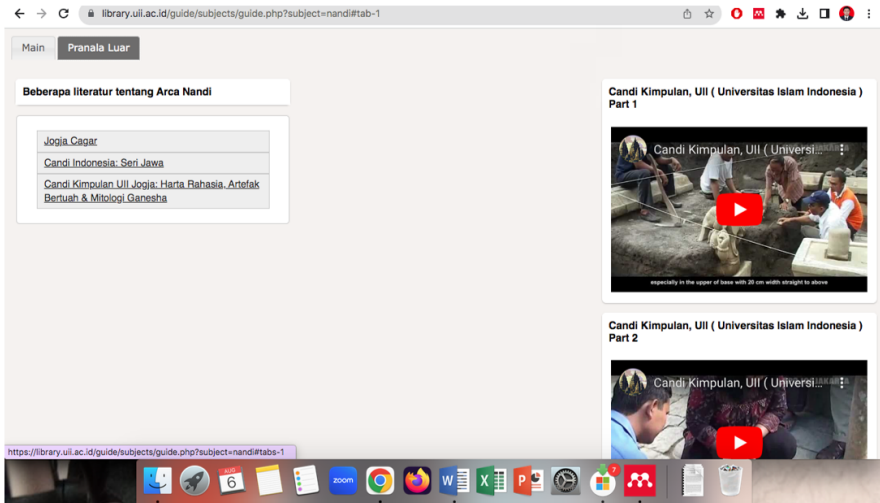 library.uii.ac.id/guide/subjects/guide.php?subject=nandi#tab-1
Main
Pranala Luar
Beberapa literatur tentang Arca Nandi
Jogja Cagar
Candi Indonesia: Seri Jawa
Candi Kimpulan UII Jogja: Harta Rahasia, Artefak
Bertuah & Mitologi Ganesha
Candi Kimpulan, UII ( Universitas Islam Indonesia )
Part 1
Candi Kimpulan, UII ( Universi...
especially in the upper of base with 20 cm width straight to above
Candi Kimpulan, UII ( Universitas Islam Indonesia )
Part 2
Candi Kimpulan, UII ( Universi...
https://library.uii.ac.id/guide/subjects/guide.php?subject=nandi#tabs-1
AUG
6
zoom
W
X
P
7